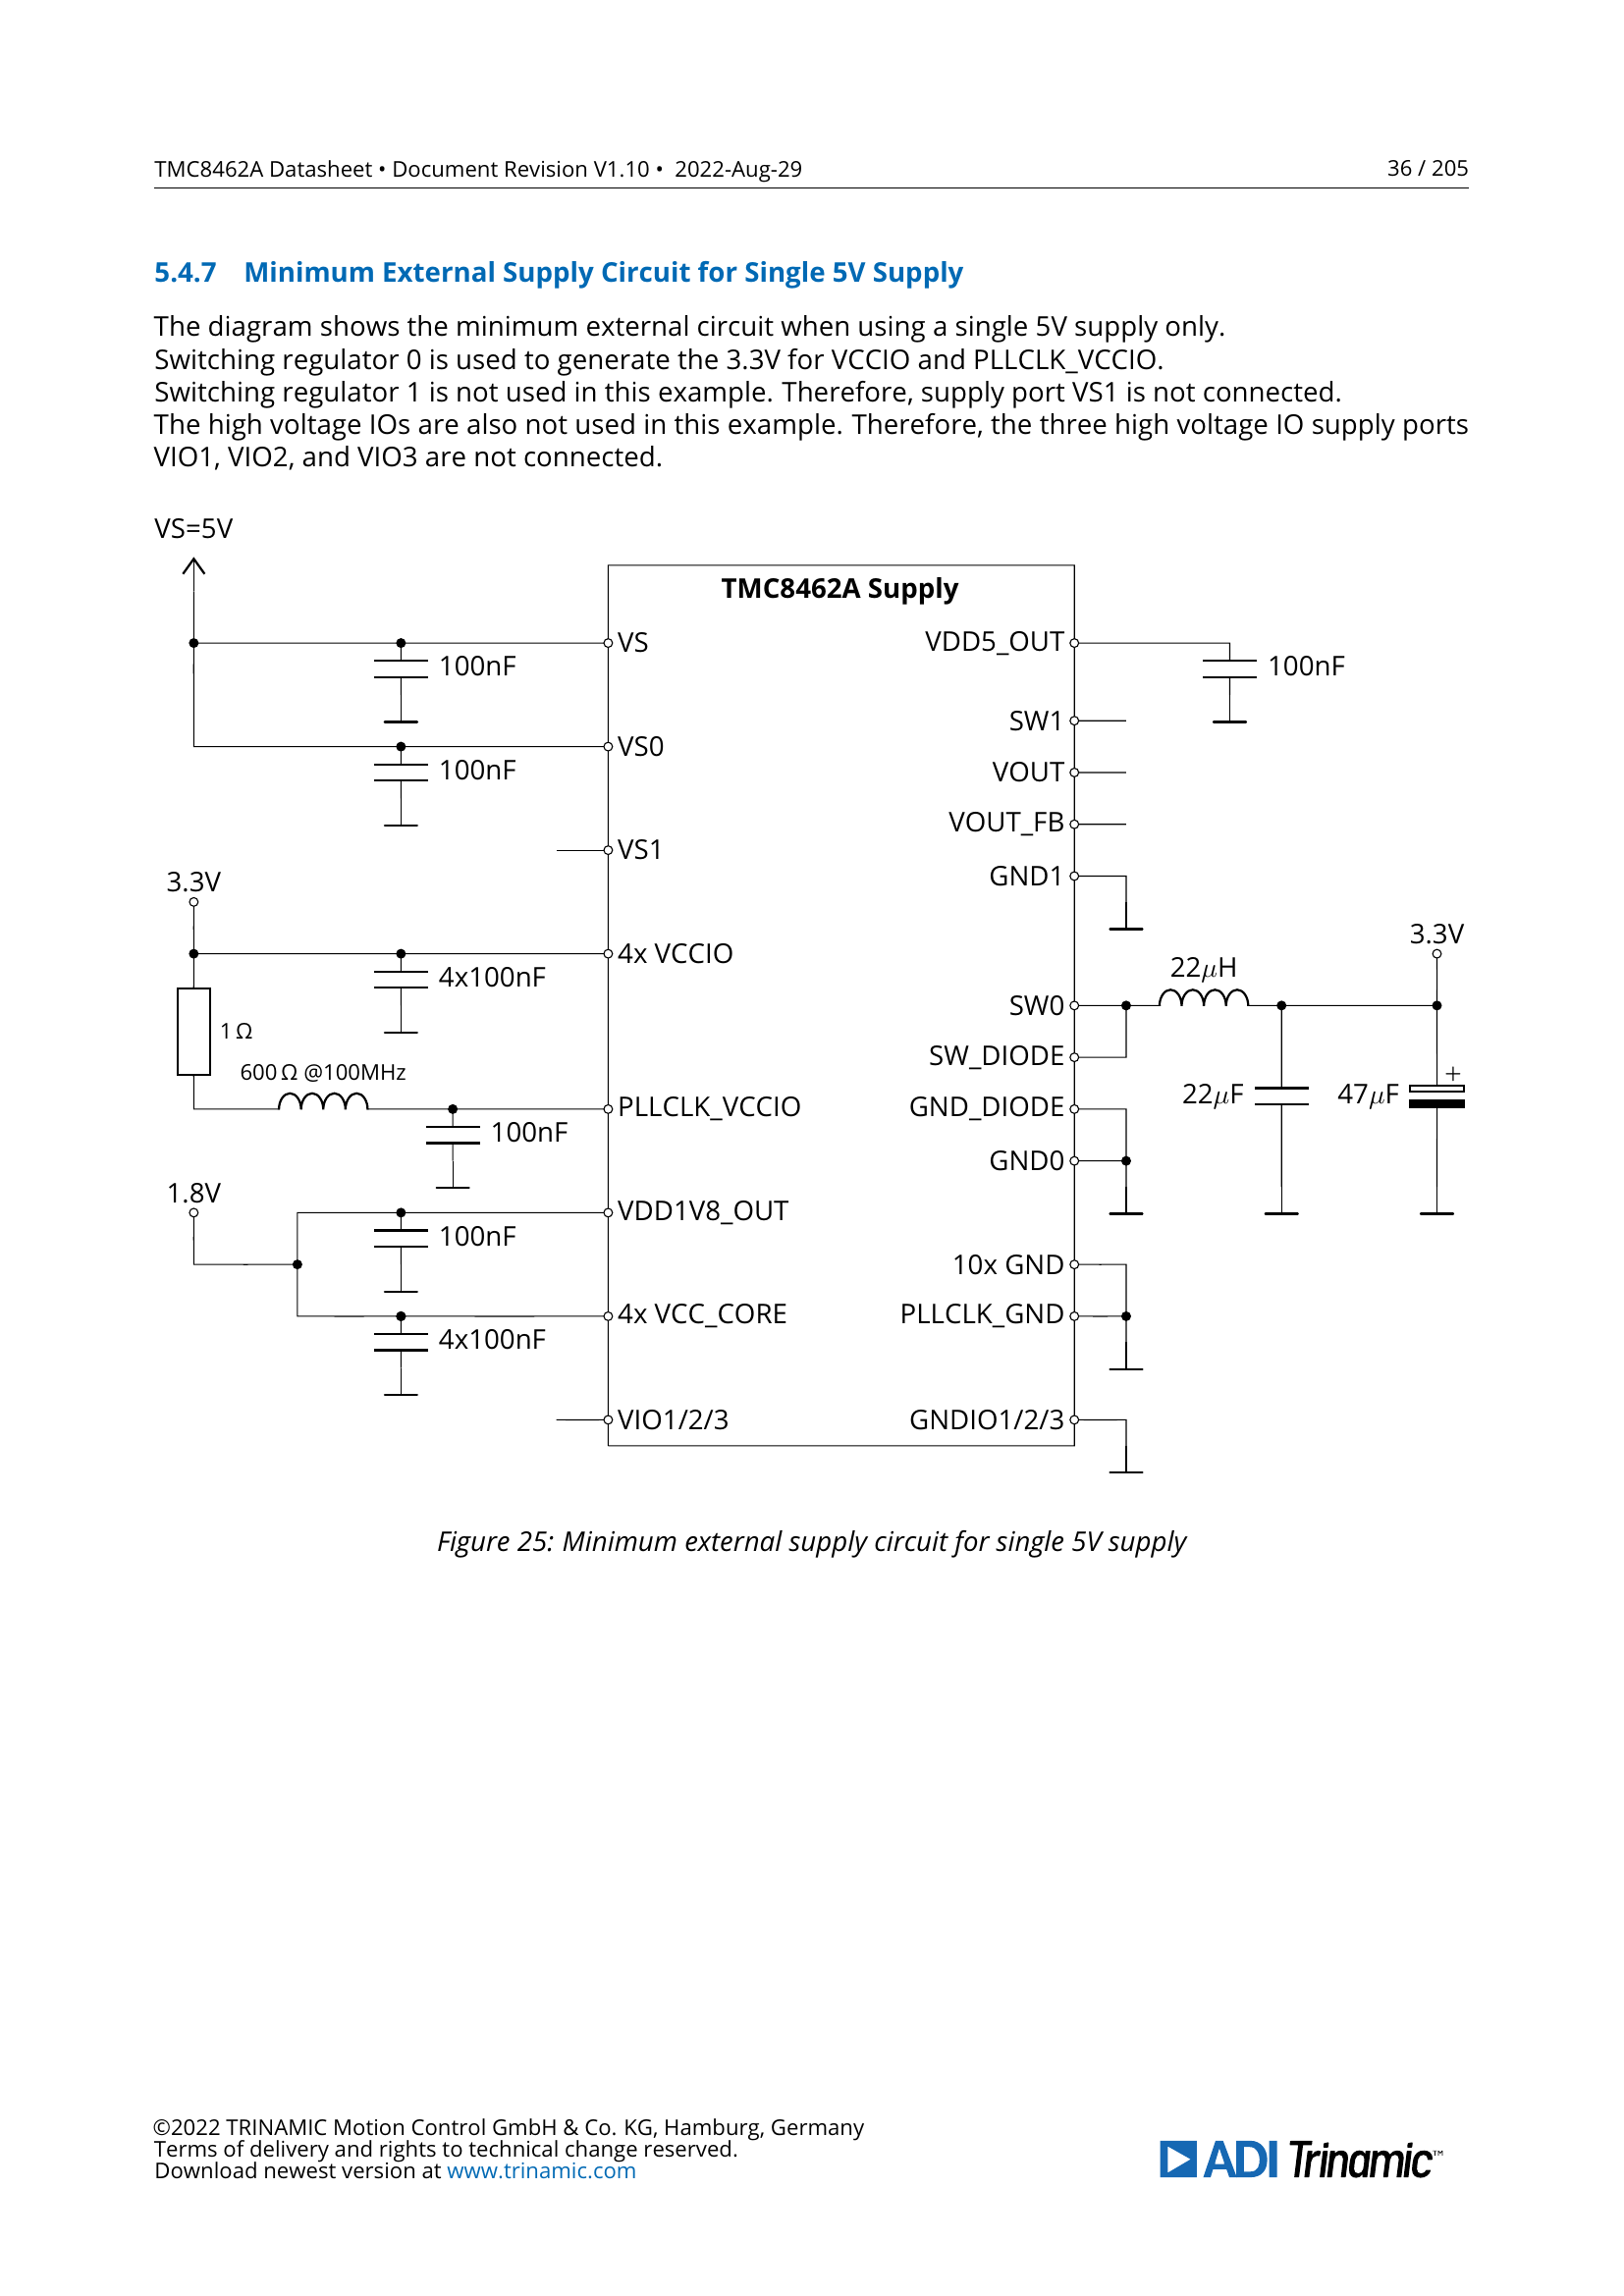 TMC8462A Datasheet • Document Revision V1.10 • 2022-Aug-29
36 / 205
5.4.7 Minimum External Supply Circuit for Single 5V Supply
The diagram shows the minimum external circuit when using a single 5V supply only.
Switching regulator 0 is used to generate the 3.3V for VCCIO and PLLCLK_VCCIO.
Switching regulator 1 is not used in this example. Therefore, supply port VS1 is not connected.
The high voltage IOs are also not used in this example. Therefore, the three high voltage IO supply ports
VIO1, VIO2, and VIO3 are not connected.
VS=5V
TMC8462A Supply
VS
VDD5_OUT
100nF
100nF
SW1
VS0
100nF
VOUT
VOUT_FB
VS1
GND1
3.3V
3.3V
4x VCCIO
4x100nF
22µH
SW0
1 Ω
SW_DIODE
600 Ω @100MHz
+
22µF
47µF
PLLCLK_VCCIO
GND_DIODE
100nF
GND0
1.8V
VDD1V8_OUT
100nF
10x GND
4x VCC_CORE
PLLCLK_GND
4x100nF
VIO1/2/3
GNDIO1/2/3
Figure 25: Minimum external supply circuit for single 5V supply
©2022 TRINAMIC Motion Control GmbH & Co. KG, Hamburg, Germany
Terms of delivery and rights to technical change reserved.
Download newest version at www.trinamic.com
ADI Trinamic™